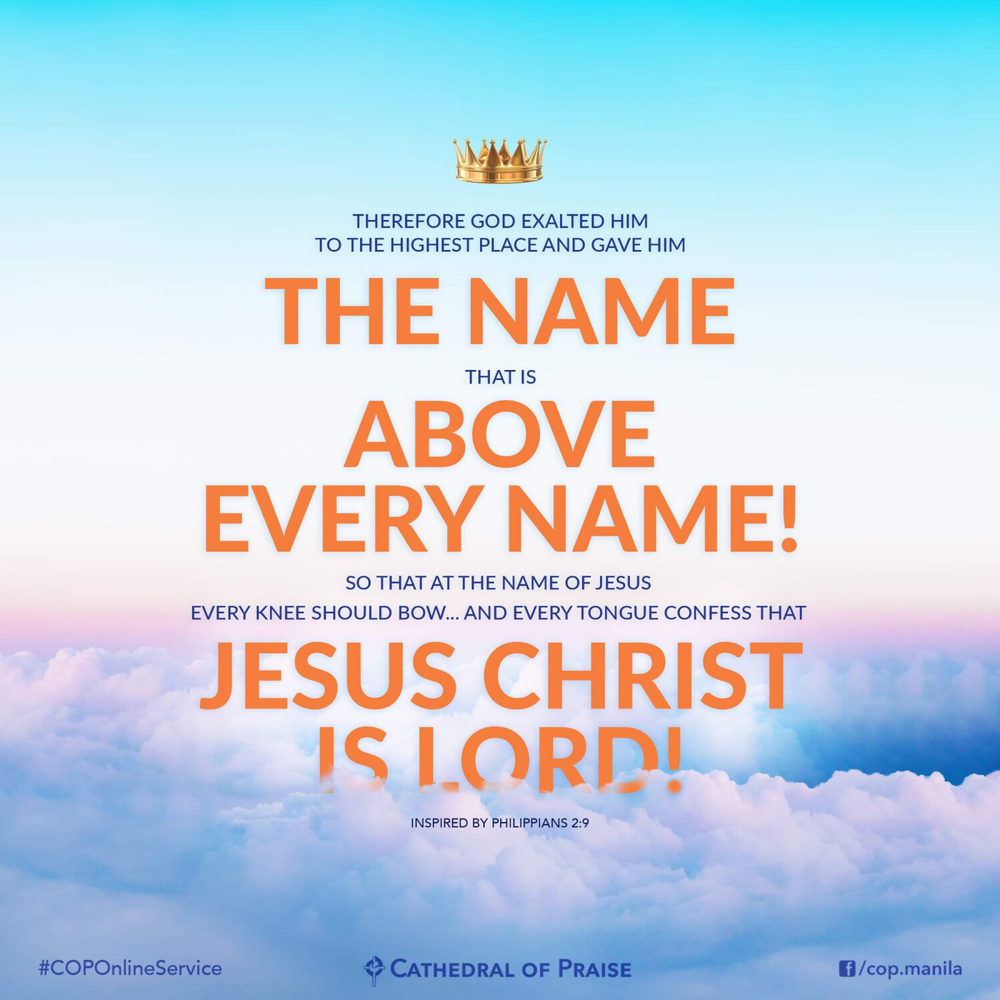 THEREFORE GOD EXALTED HIM
TO THE HIGHEST PLACE AND GAVE HIM
THE NAME
THAT IS
ABOVE
EVERY NAME!
SO THAT AT THE NAME OF JESUS
EVERY KNEE SHOULD BOW... AND EVERY TONGUE CONFESS THAT
JESUS CHRIST
IS LORD!
INSPIRED BY PHILIPPIANS 2:9
#COPOnlineService
CATHEDRAL OF PRAISE
/cop.manila